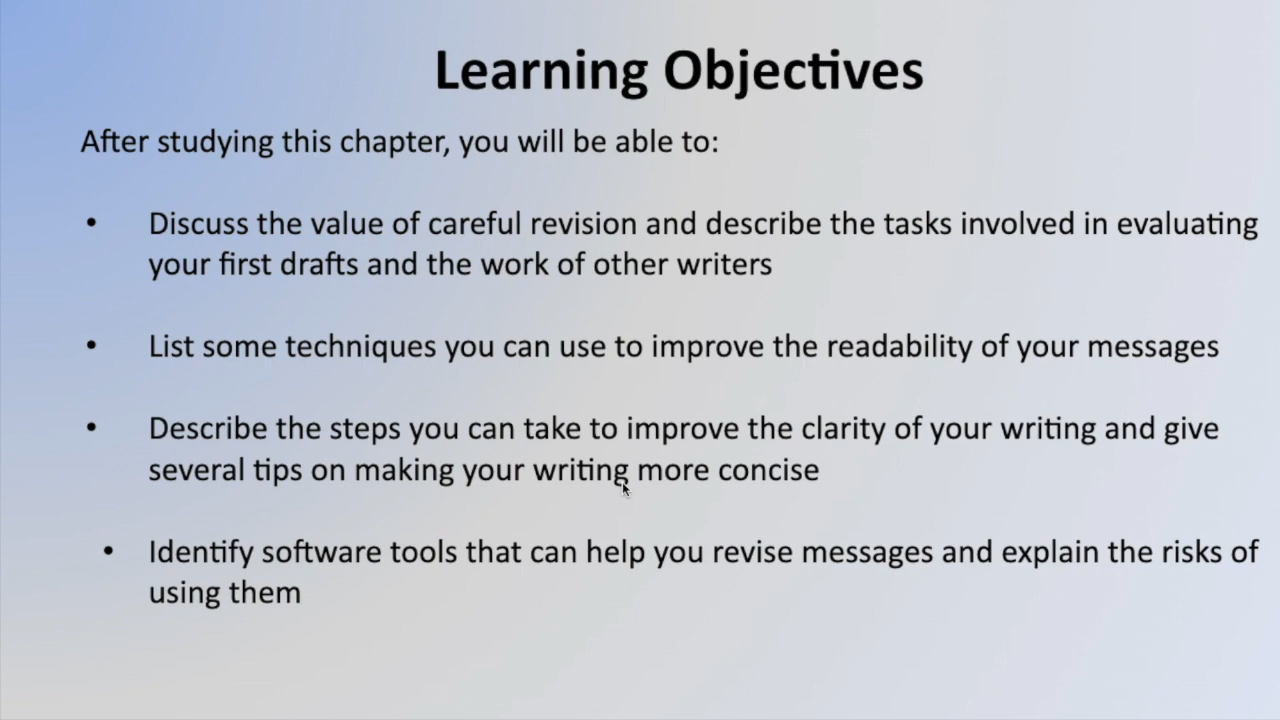 Learning Objectives
After studying this chapter, you will be able to:
• Discuss the value of careful revision and describe the tasks involved in evaluating
your first drafts and the work of other writers
• List some techniques you can use to improve the readability of your messages
• Describe the steps you can take to improve the clarity of your writing and give
several tips on making your writing more concise
• Identify software tools that can help you revise messages and explain the risks of
using them